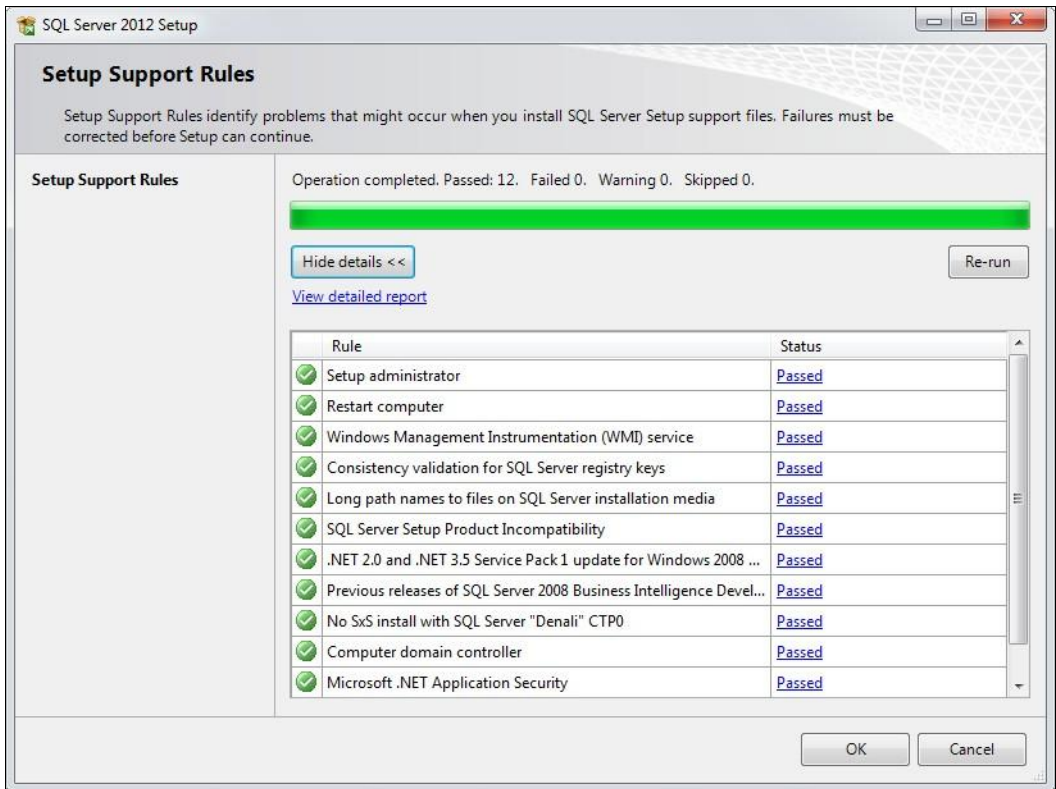 SQL Server 2012 Setup
Setup Support Rules
Setup Support Rules identify problems that might occur when you install SQL Server Setup support files. Failures must be
corrected before Setup can continue.
Setup Support Rules
Operation completed. Passed: 12.   Failed 0.   Warning 0.   Skipped 0.
Hide details <<
Re-run
View detailed report
Rule Status
Setup administrator Passed
Restart computer Passed
Windows Management Instrumentation (WMI) service Passed
Consistency validation for SQL Server registry keys Passed
Long path names to files on SQL Server installation media Passed
SQL Server Setup Product Incompatibility Passed
.NET 2.0 and .NET 3.5 Service Pack 1 update for Windows 2008 ... Passed
Previous releases of SQL Server 2008 Business Intelligence Devel... Passed
No SxS install with SQL Server "Denali" CTP0 Passed
Computer domain controller Passed
Microsoft .NET Application Security Passed
OK Cancel